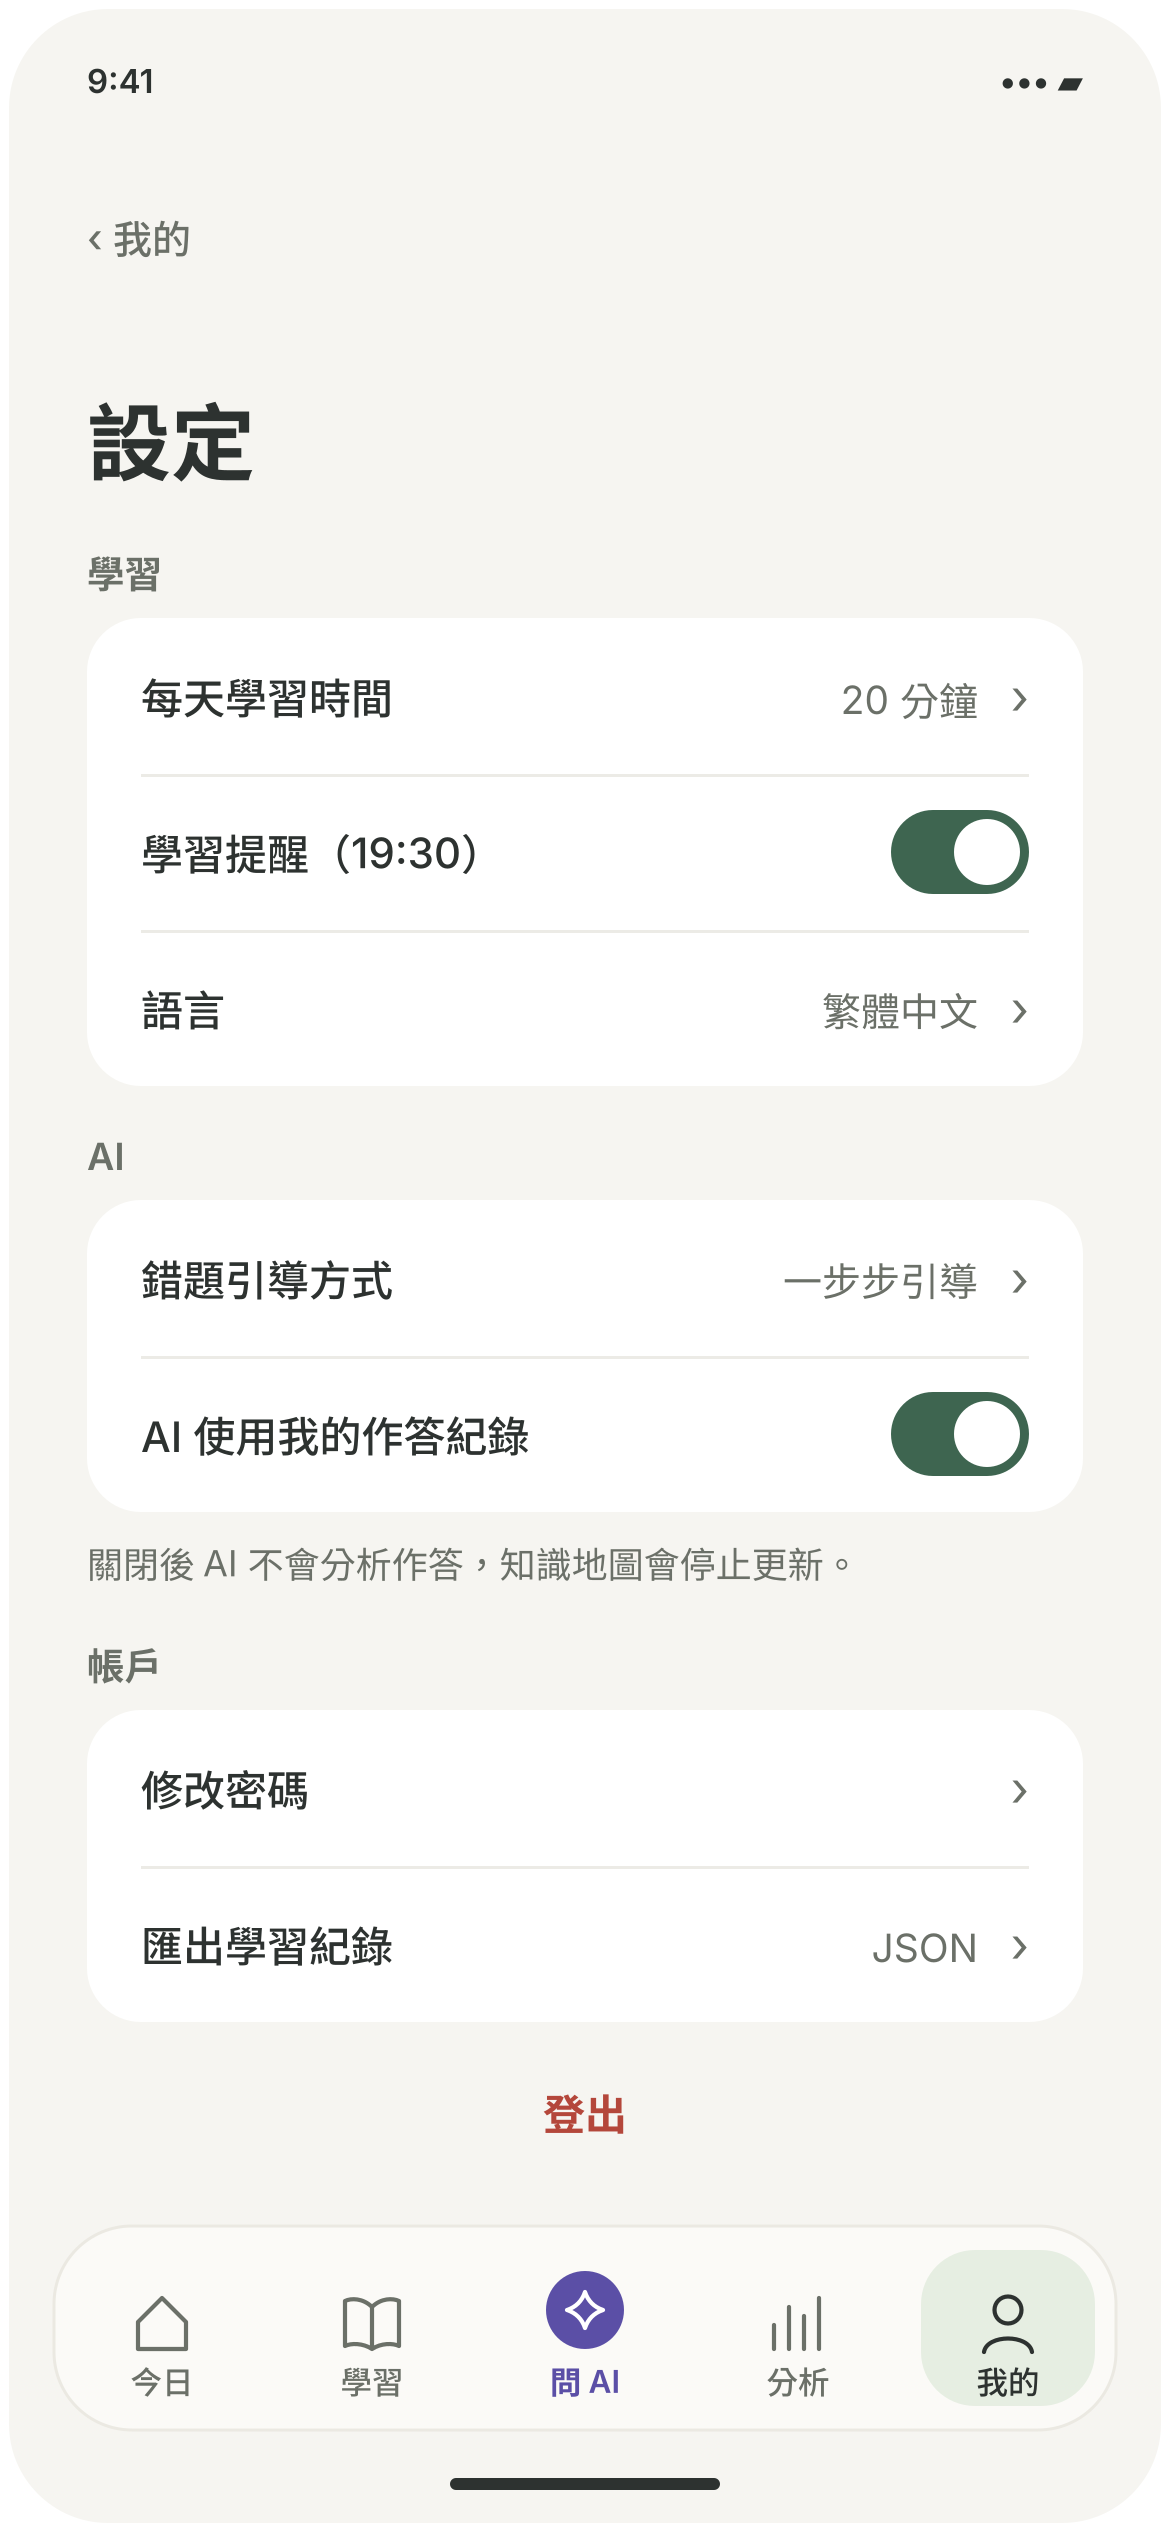 9:41
‹ 我的
設定
學習
每天學習時間 20 分鐘 ›
學習提醒（19:30）
語言 繁體中文 ›
AI
錯題引導方式 一步步引導 ›
AI 使用我的作答紀錄
關閉後 AI 不會分析作答，知識地圖會停止更新。
帳戶
修改密碼 ›
匯出學習紀錄 JSON ›
登出
今日 學習 問 AI 分析 我的